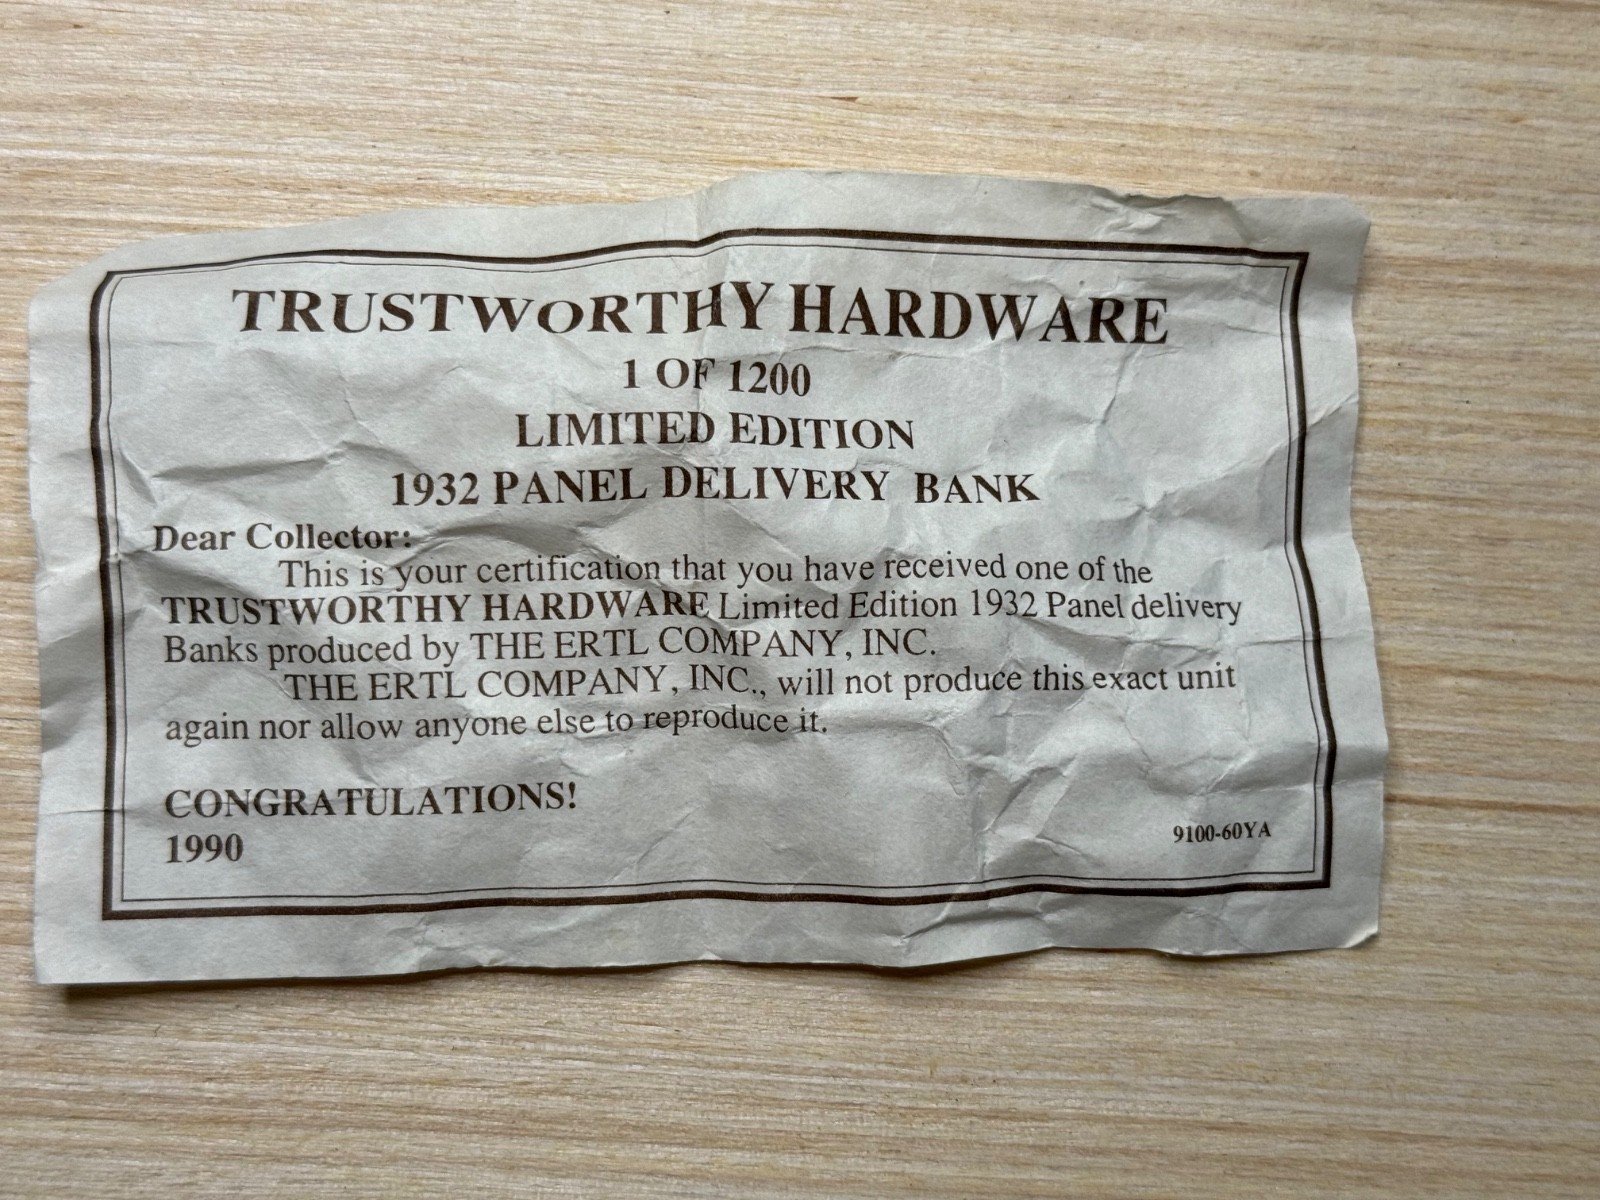 TRUSTWORTHY HARDWARE
1 OF 1200
LIMITED EDITION
1932 PANEL DELIVERY BANK
Dear Collector:
This is your certification that you have received one of the
TRUSTWORTHY HARDWARE Limited Edition 1932 Panel delivery
Banks produced by THE ERTL COMPANY, INC.
THE ERTL COMPANY, INC., will not produce this exact unit
again nor allow anyone else to reproduce it.
CONGRATULATIONS!
1990
9100-60YA